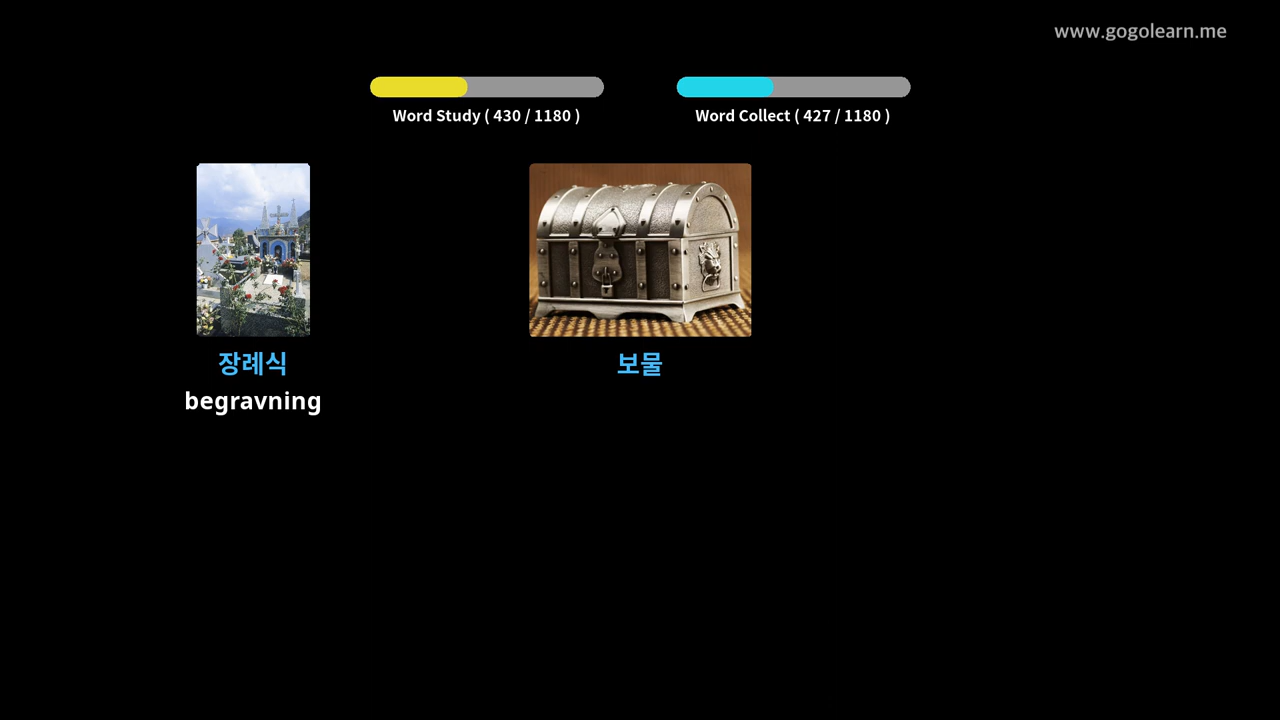 www.gogolearn.me
Word Study ( 430 / 1180 )
Word Collect ( 427 / 1180 )
장례식
보물
begravning